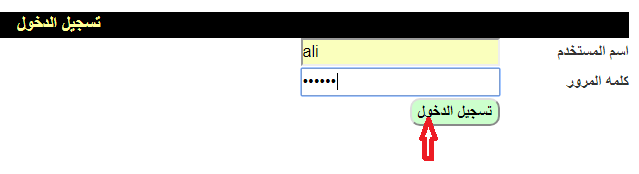 تسجيل الدخول
اسم المستخدم ali
كلمه المرور ••••••
تسجيل الدخول